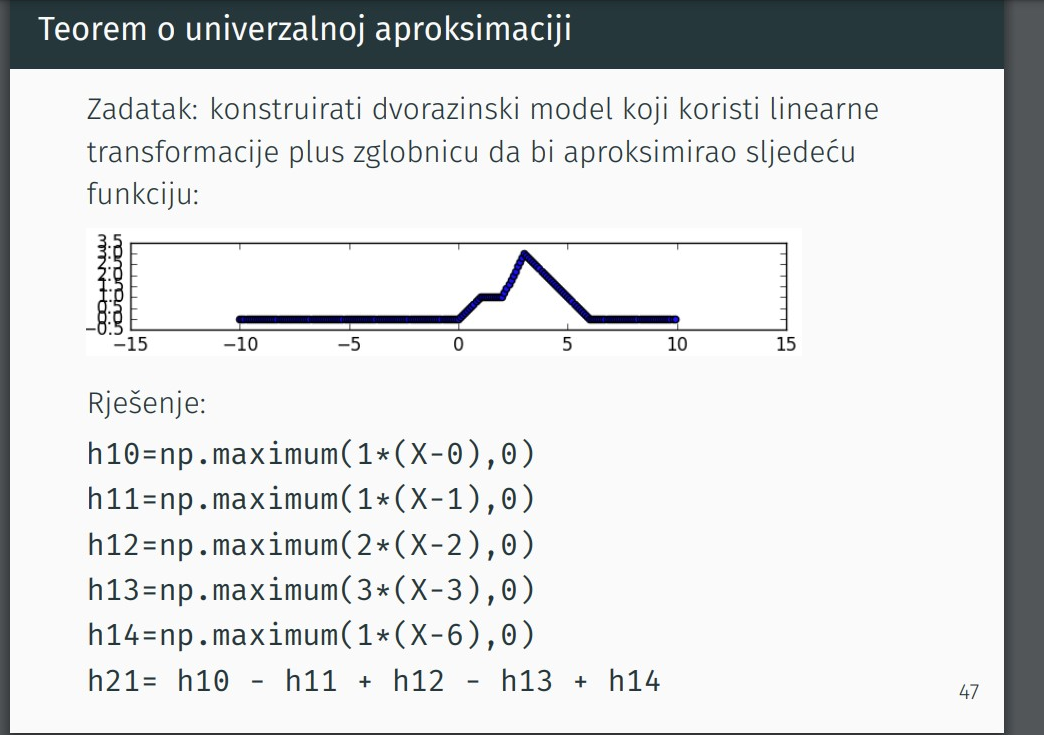 Teorem o univerzalnoj aproksimaciji
Zadatak: konstruirati dvorazinski model koji koristi linearne
transformacije plus zglobnicu da bi aproksimirao sljedeću
funkciju:
3.5
3.0
2.5
2.0
1.5
1.0
0.5
0.0
−0.5
−15 −10 −5 0 5 10 15
Rješenje:
h10=np.maximum(1*(X-0),0)
h11=np.maximum(1*(X-1),0)
h12=np.maximum(2*(X-2),0)
h13=np.maximum(3*(X-3),0)
h14=np.maximum(1*(X-6),0)
h21= h10 - h11 + h12 - h13 + h14
47